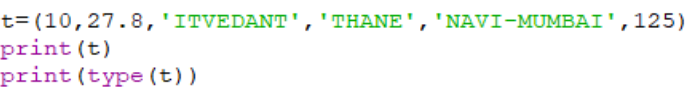 t=(10,27.8,'ITVEDANT','THANE','NAVI-MUMBAI',125)
print(t)
print(type(t))